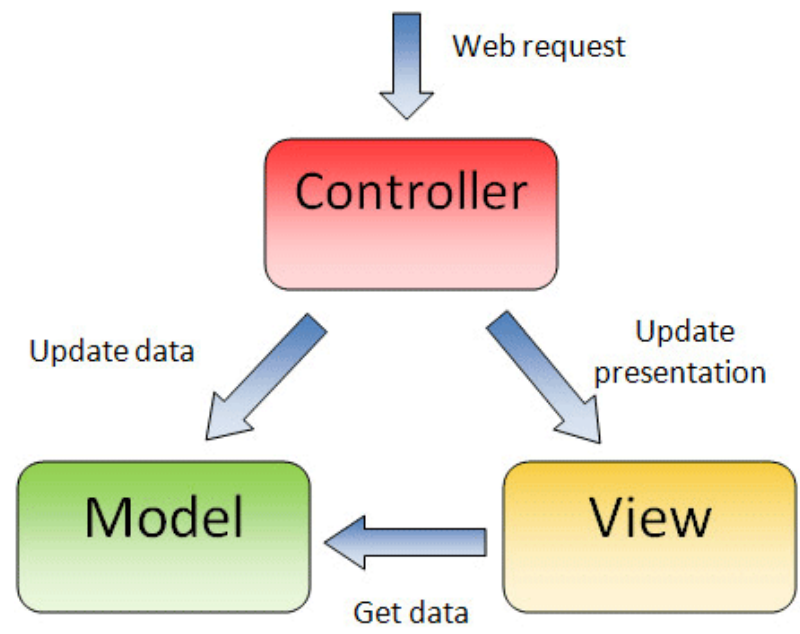 Web request
Controller
Update data
Update
presentation
Model
View
Get data